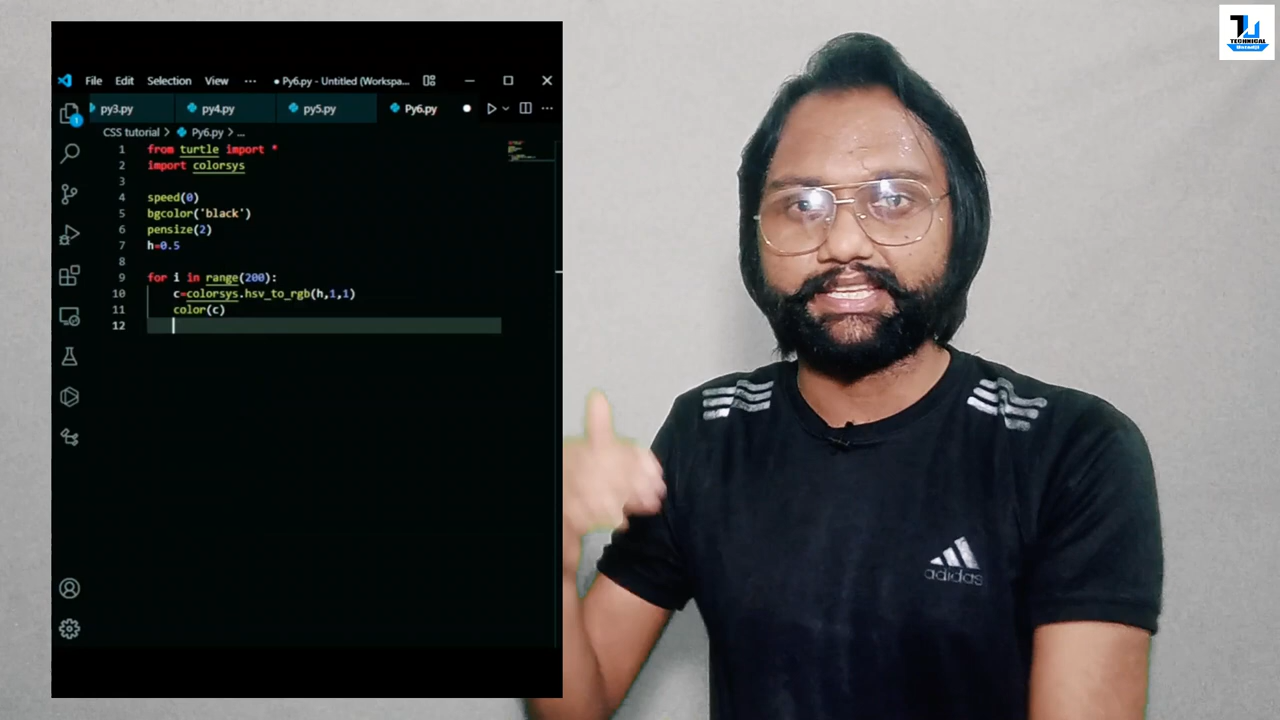 File Edit Selection View ··· ● Py6.py - Untitled (Workspa...
py3.py py4.py py5.py Py6.py
CSS tutorial > Py6.py > ...
1 from turtle import *
2 import colorsys
3
4 speed(0)
5 bgcolor('black')
6 pensize(2)
7 h=0.5
8
9 for i in range(200):
10 c=colorsys.hsv_to_rgb(h,1,1)
11 color(c)
12
1
adidas
TECHNICAL